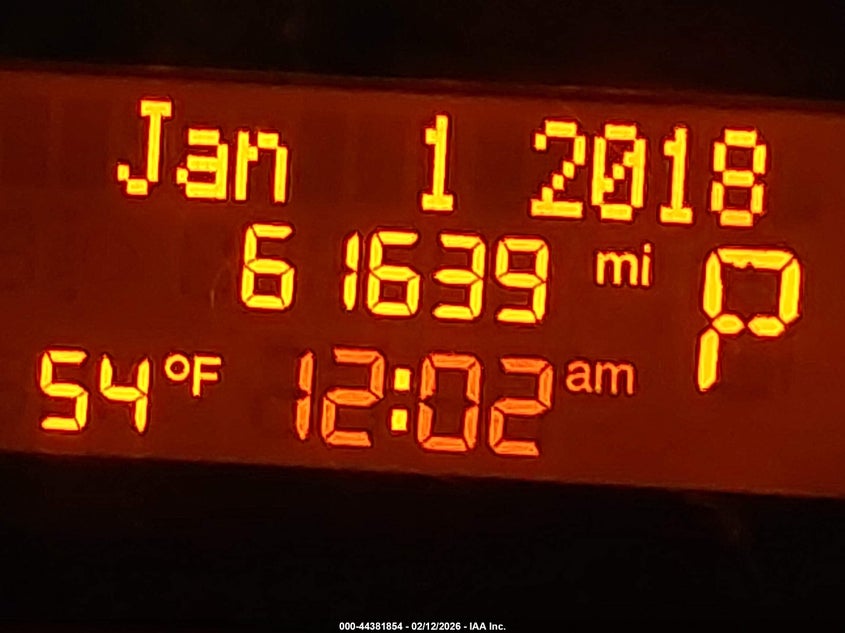 Jan 1 2018
61639 mi P
54 °F 12:02 am
000-44381854 - 02/12/2026 - IAA Inc.